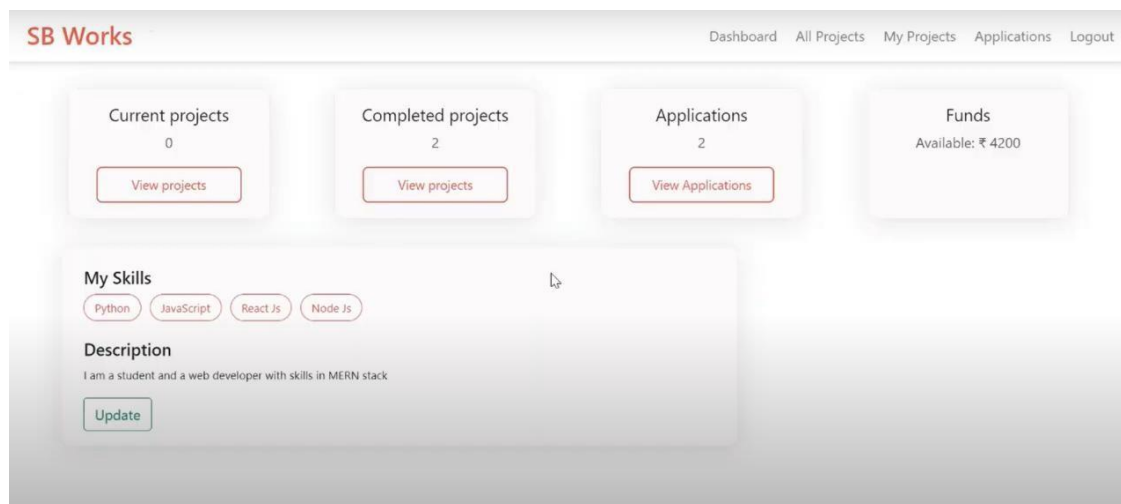 SB Works
Dashboard All Projects My Projects Applications Logout
Current projects
0
View projects
Completed projects
2
View projects
Applications
2
View Applications
Funds
Available: ₹ 4200
My Skills
Python JavaScript React Js Node Js
Description
I am a student and a web developer with skills in MERN stack
Update